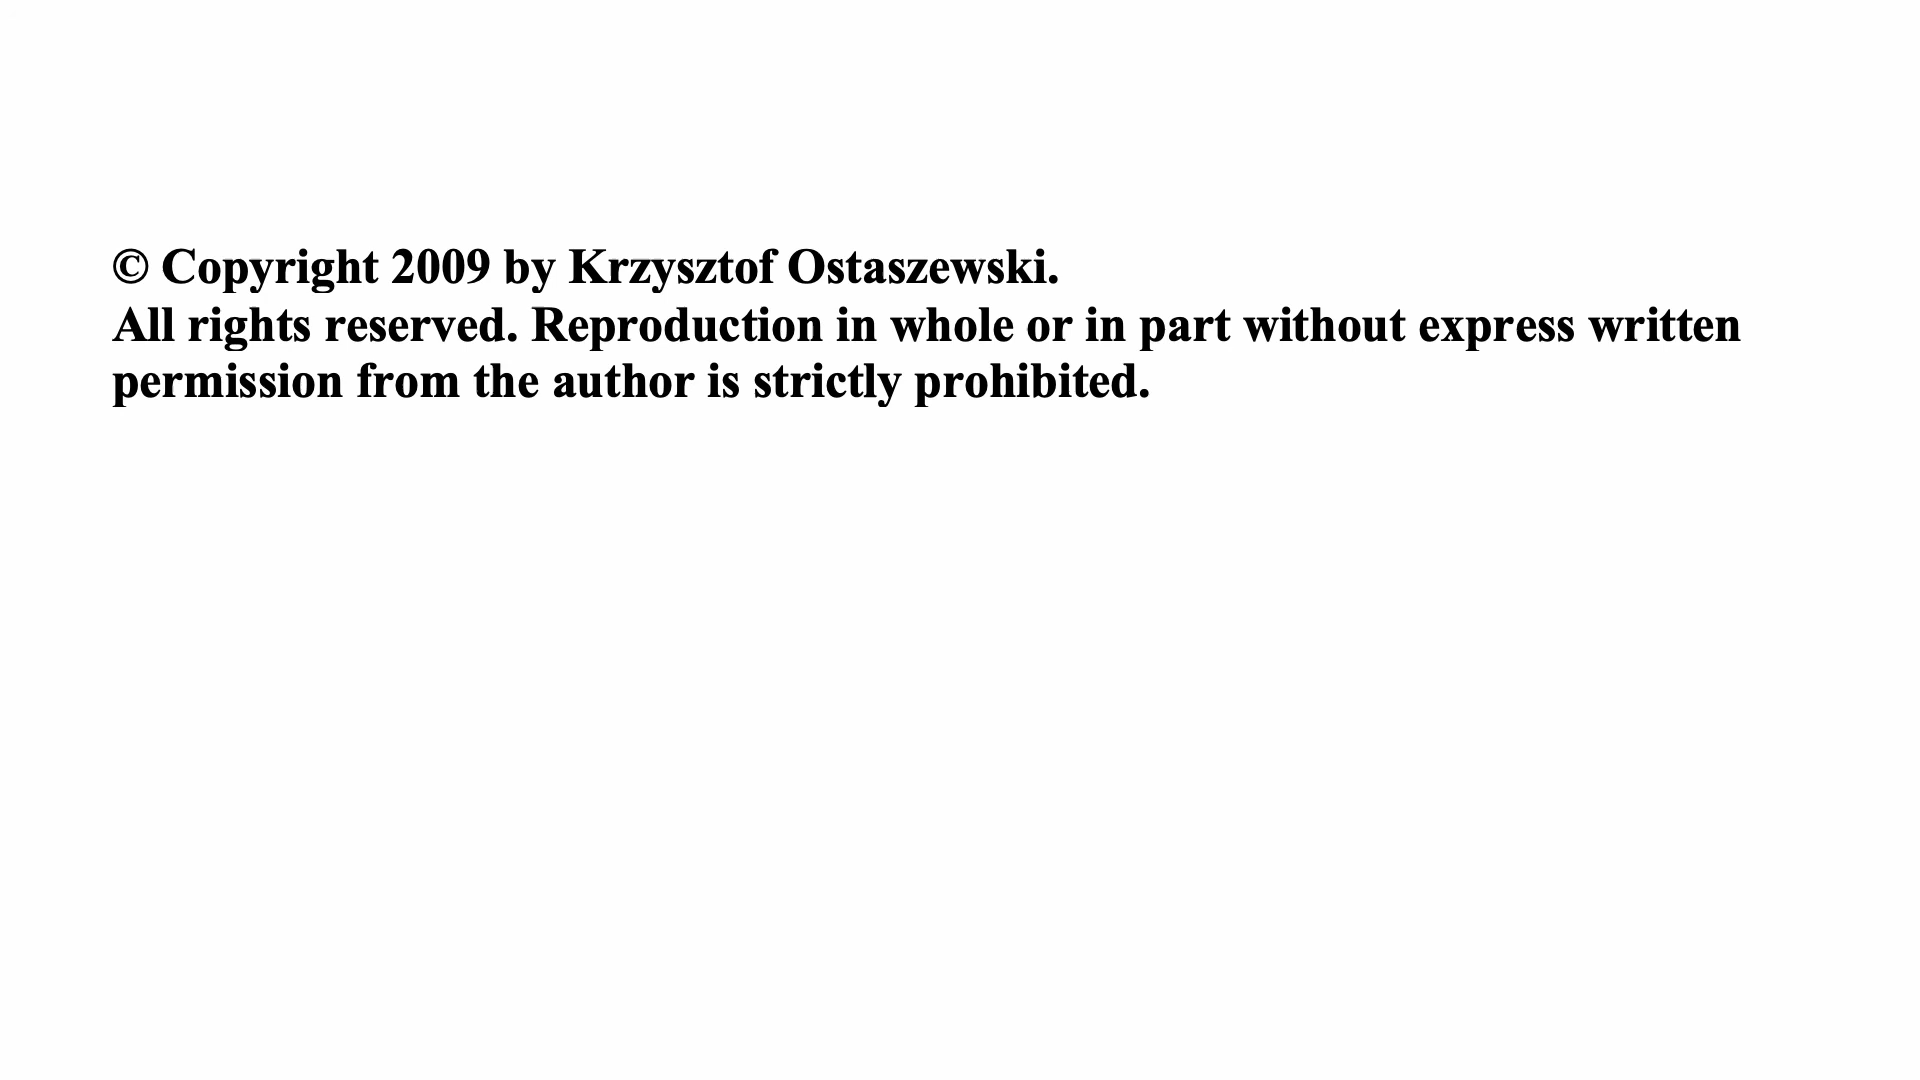 © Copyright 2009 by Krzysztof Ostaszewski.
All rights reserved. Reproduction in whole or in part without express written
permission from the author is strictly prohibited.